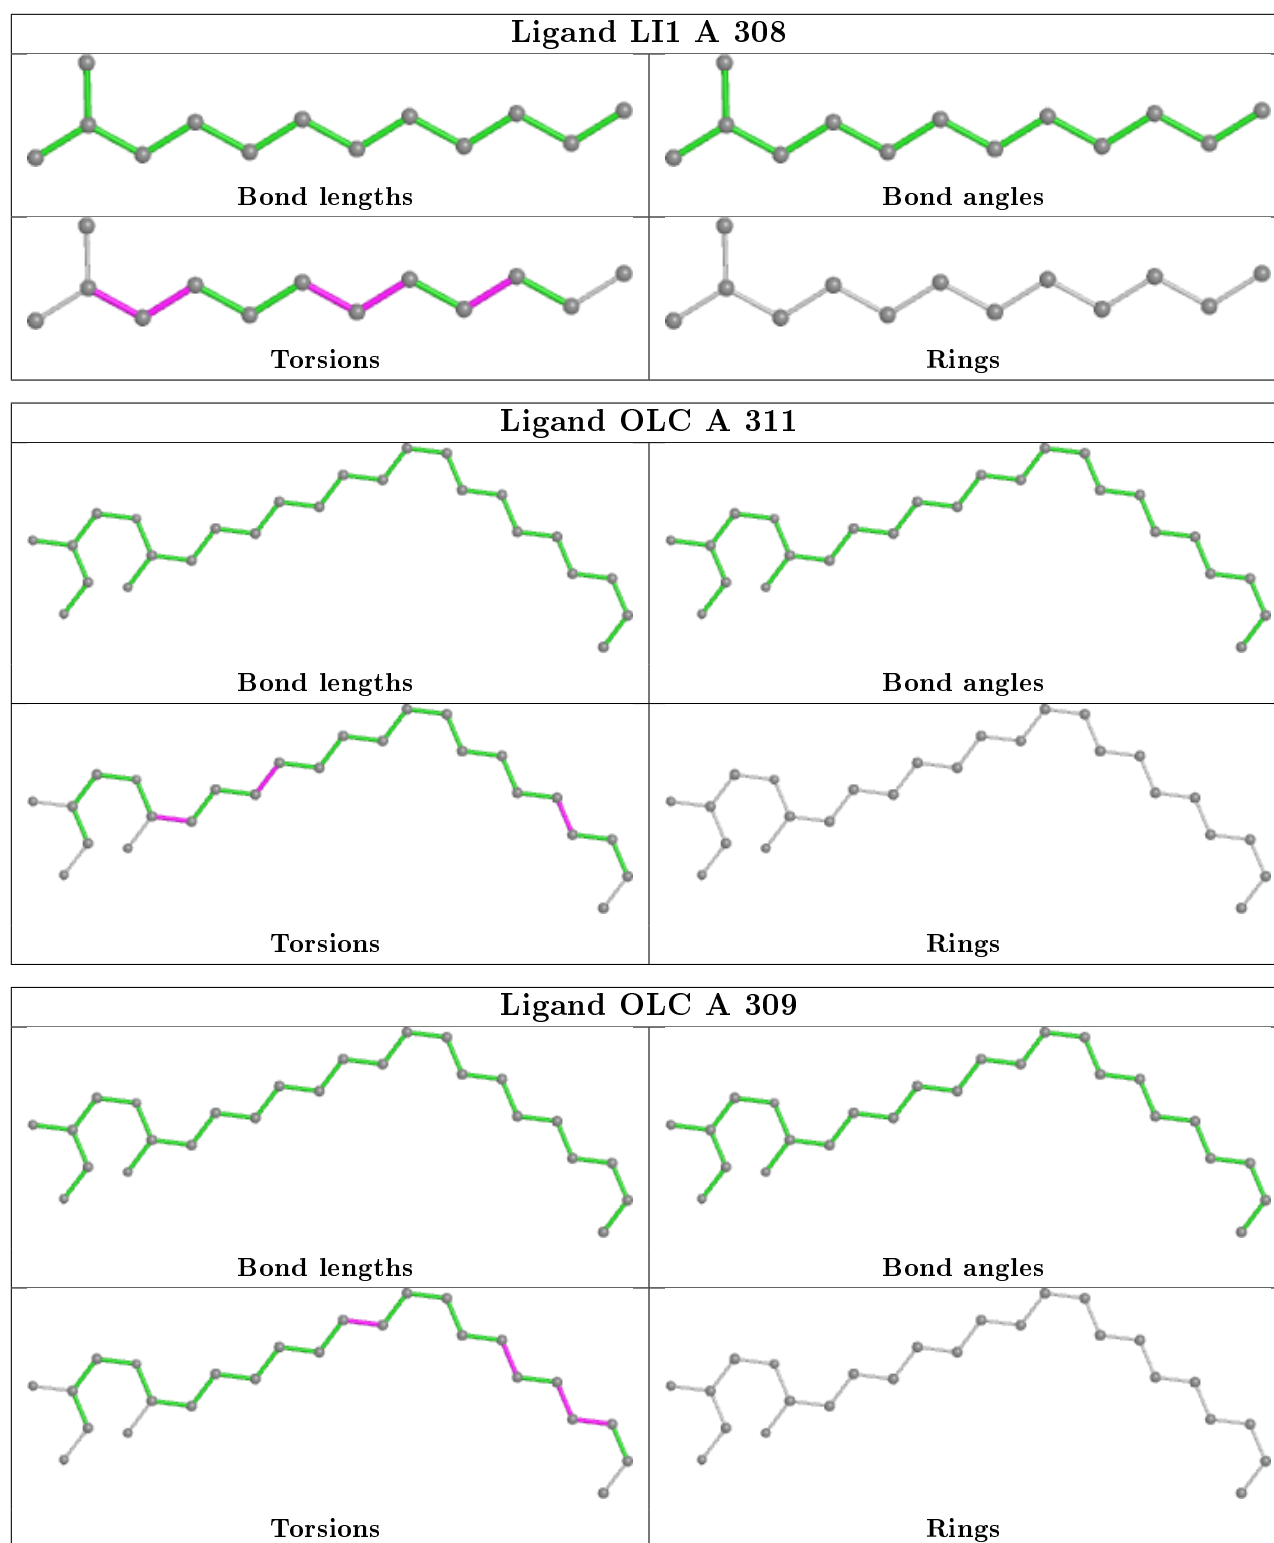 Ligand LI1 A 308
Bond lengths
Bond angles
Torsions
Rings
Ligand OLC A 311
Bond lengths
Bond angles
Torsions
Rings
Ligand OLC A 309
Bond lengths
Bond angles
Torsions
Rings